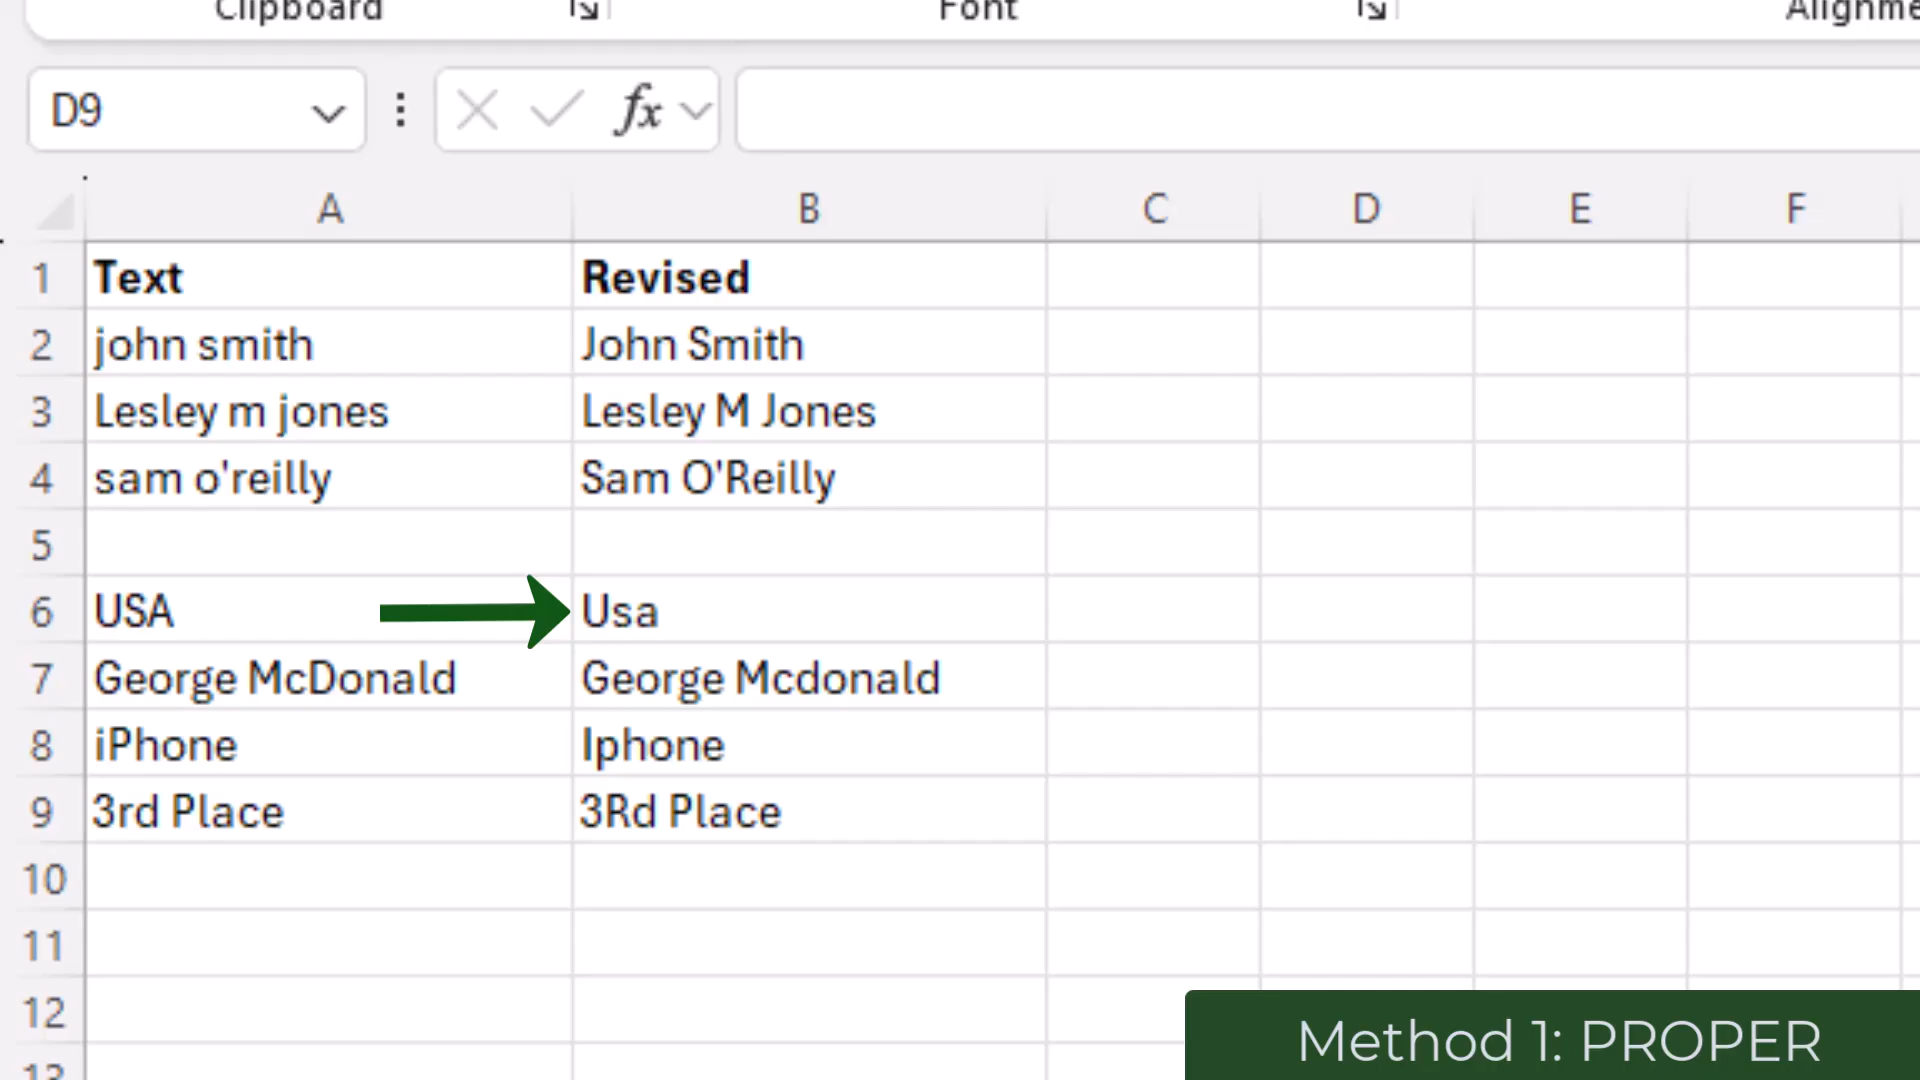 Clipboard Font Alignme
D9 fx
A B C D E F
1 Text Revised
2 john smith John Smith
3 Lesley m jones Lesley M Jones
4 sam o'reilly Sam O'Reilly
5
6 USA Usa
7 George McDonald George Mcdonald
8 iPhone Iphone
9 3rd Place 3Rd Place
10
11
12
13
Method 1: PROPER